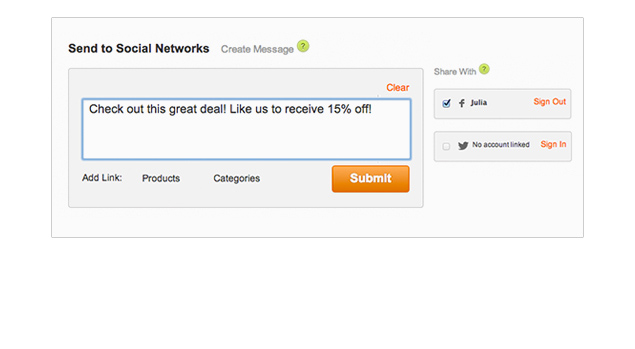 Send to Social Networks Create Message ?
Clear
Check out this great deal! Like us to receive 15% off!
Add Link: Products Categories Submit
Share With ?
f Julia Sign Out
No account linked Sign In